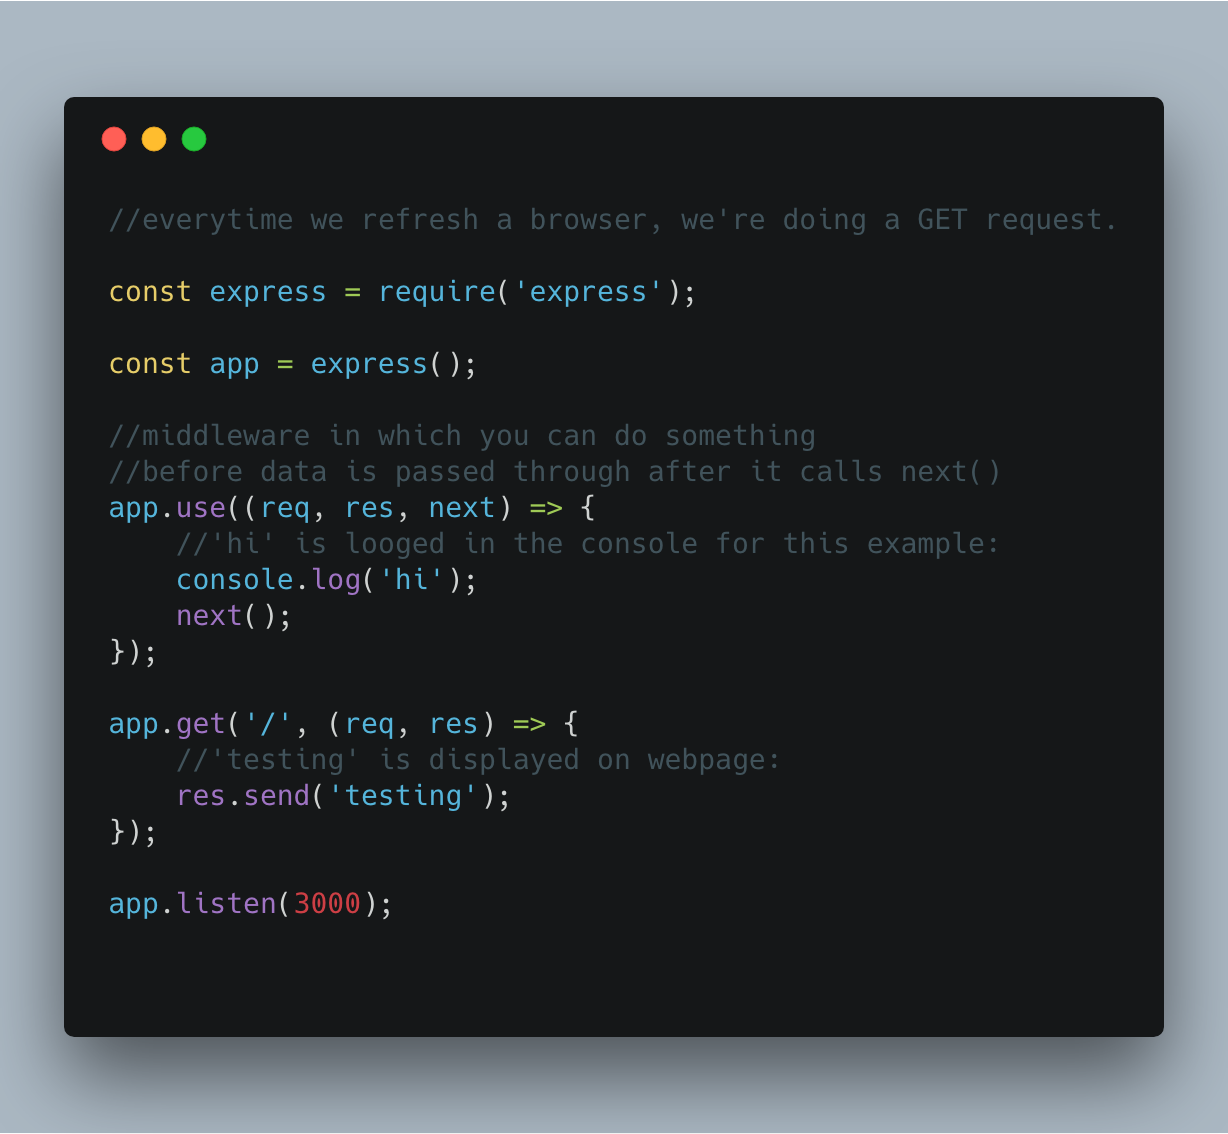 //everytime we refresh a browser, we're doing a GET request.
const express = require('express');
const app = express();
//middleware in which you can do something
//before data is passed through after it calls next()
app.use((req, res, next) => {
    //'hi' is looged in the console for this example:
    console.log('hi');
    next();
});
app.get('/', (req, res) => {
    //'testing' is displayed on webpage:
    res.send('testing');
});
app.listen(3000);